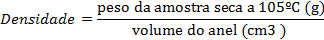 Densidade = peso da amostra seca a 105ºC (g)
volume do anel (cm3 )